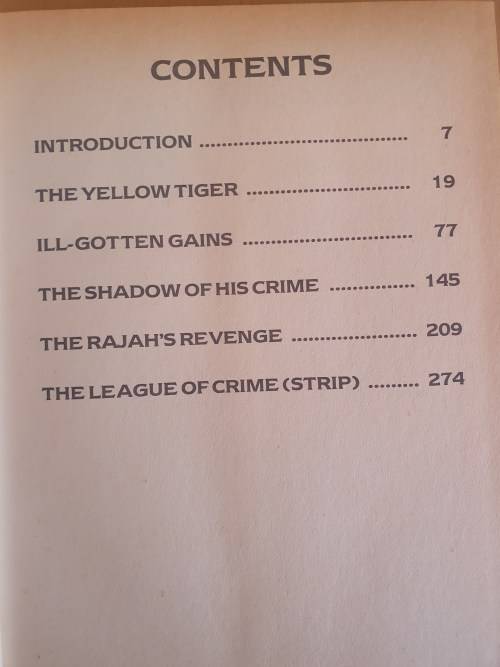 CONTENTS
INTRODUCTION ..................................... 7
THE YELLOW TIGER ............................. 19
ILL-GOTTEN GAINS .............................. 77
THE SHADOW OF HIS CRIME ............... 145
THE RAJAH'S REVENGE ...................... 209
THE LEAGUE OF CRIME (STRIP) ......... 274